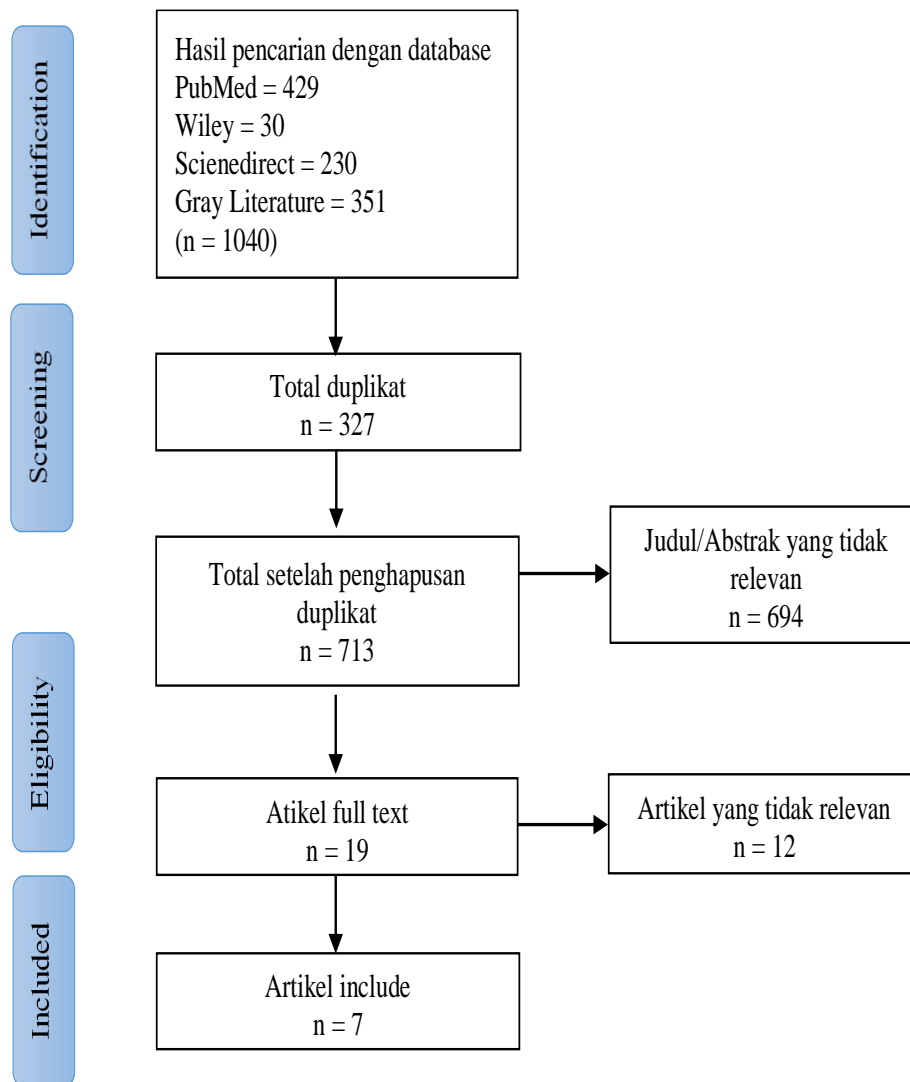 Identification
Hasil pencarian dengan database
PubMed = 429
Wiley = 30
Scienedirect = 230
Gray Literature = 351
(n = 1040)
Screening
Total duplikat
n = 327
Total setelah penghapusan
duplikat
n = 713
Judul/Abstrak yang tidak
relevan
n = 694
Eligibility
Atikel full text
n = 19
Artikel yang tidak relevan
n = 12
Included
Artikel include
n = 7